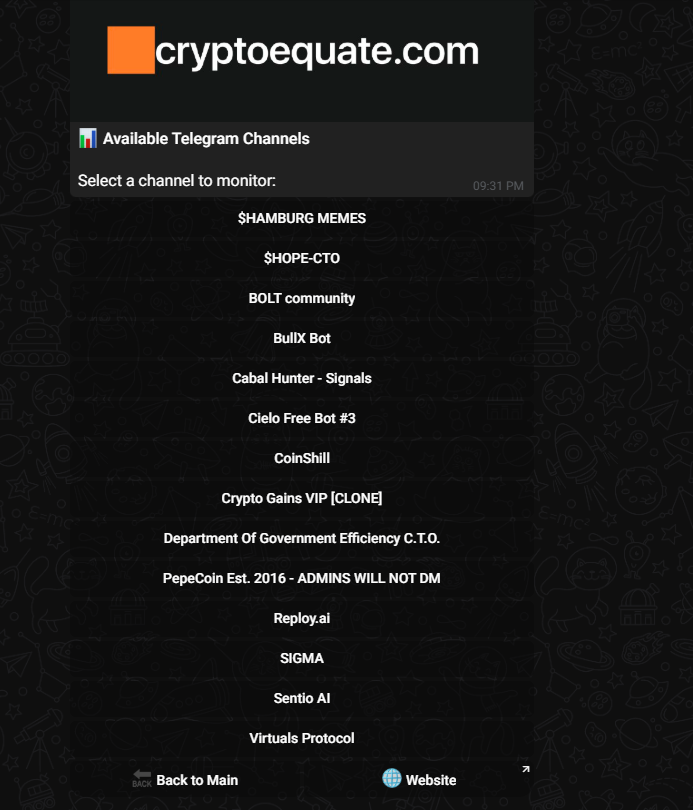 cryptoequate.com
Available Telegram Channels
Select a channel to monitor:
09:31 PM
$HAMBURG MEMES
$HOPE-CTO
BOLT community
BullX Bot
Cabal Hunter - Signals
Cielo Free Bot #3
CoinShill
Crypto Gains VIP [CLONE]
Department Of Government Efficiency C.T.O.
PepeCoin Est. 2016 - ADMINS WILL NOT DM
Reploy.ai
SIGMA
Sentio AI
Virtuals Protocol
BACK Back to Main
Website